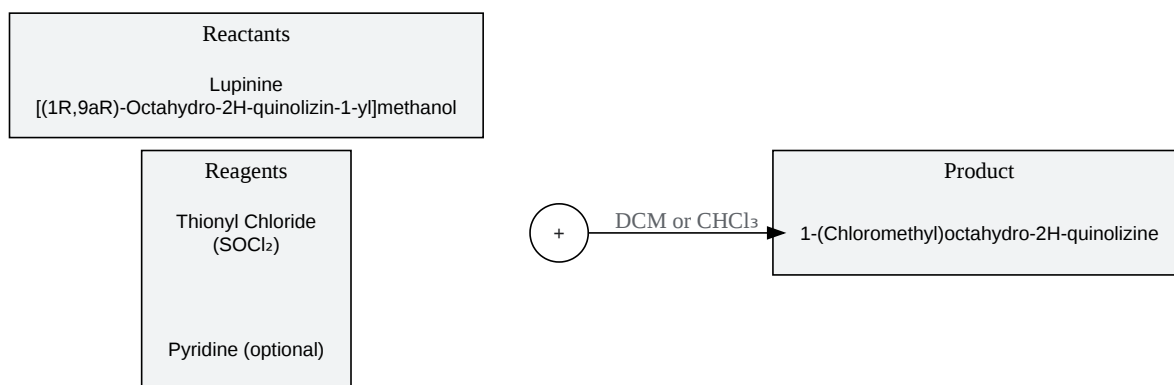 Reactants
Lupinine
[(1R,9aR)-Octahydro-2H-quinolizin-1-yl]methanol
Reagents
Thionyl Chloride
(SOCl₂)
Pyridine (optional)
+
DCM or CHCl₃
Product
1-(Chloromethyl)octahydro-2H-quinolizine